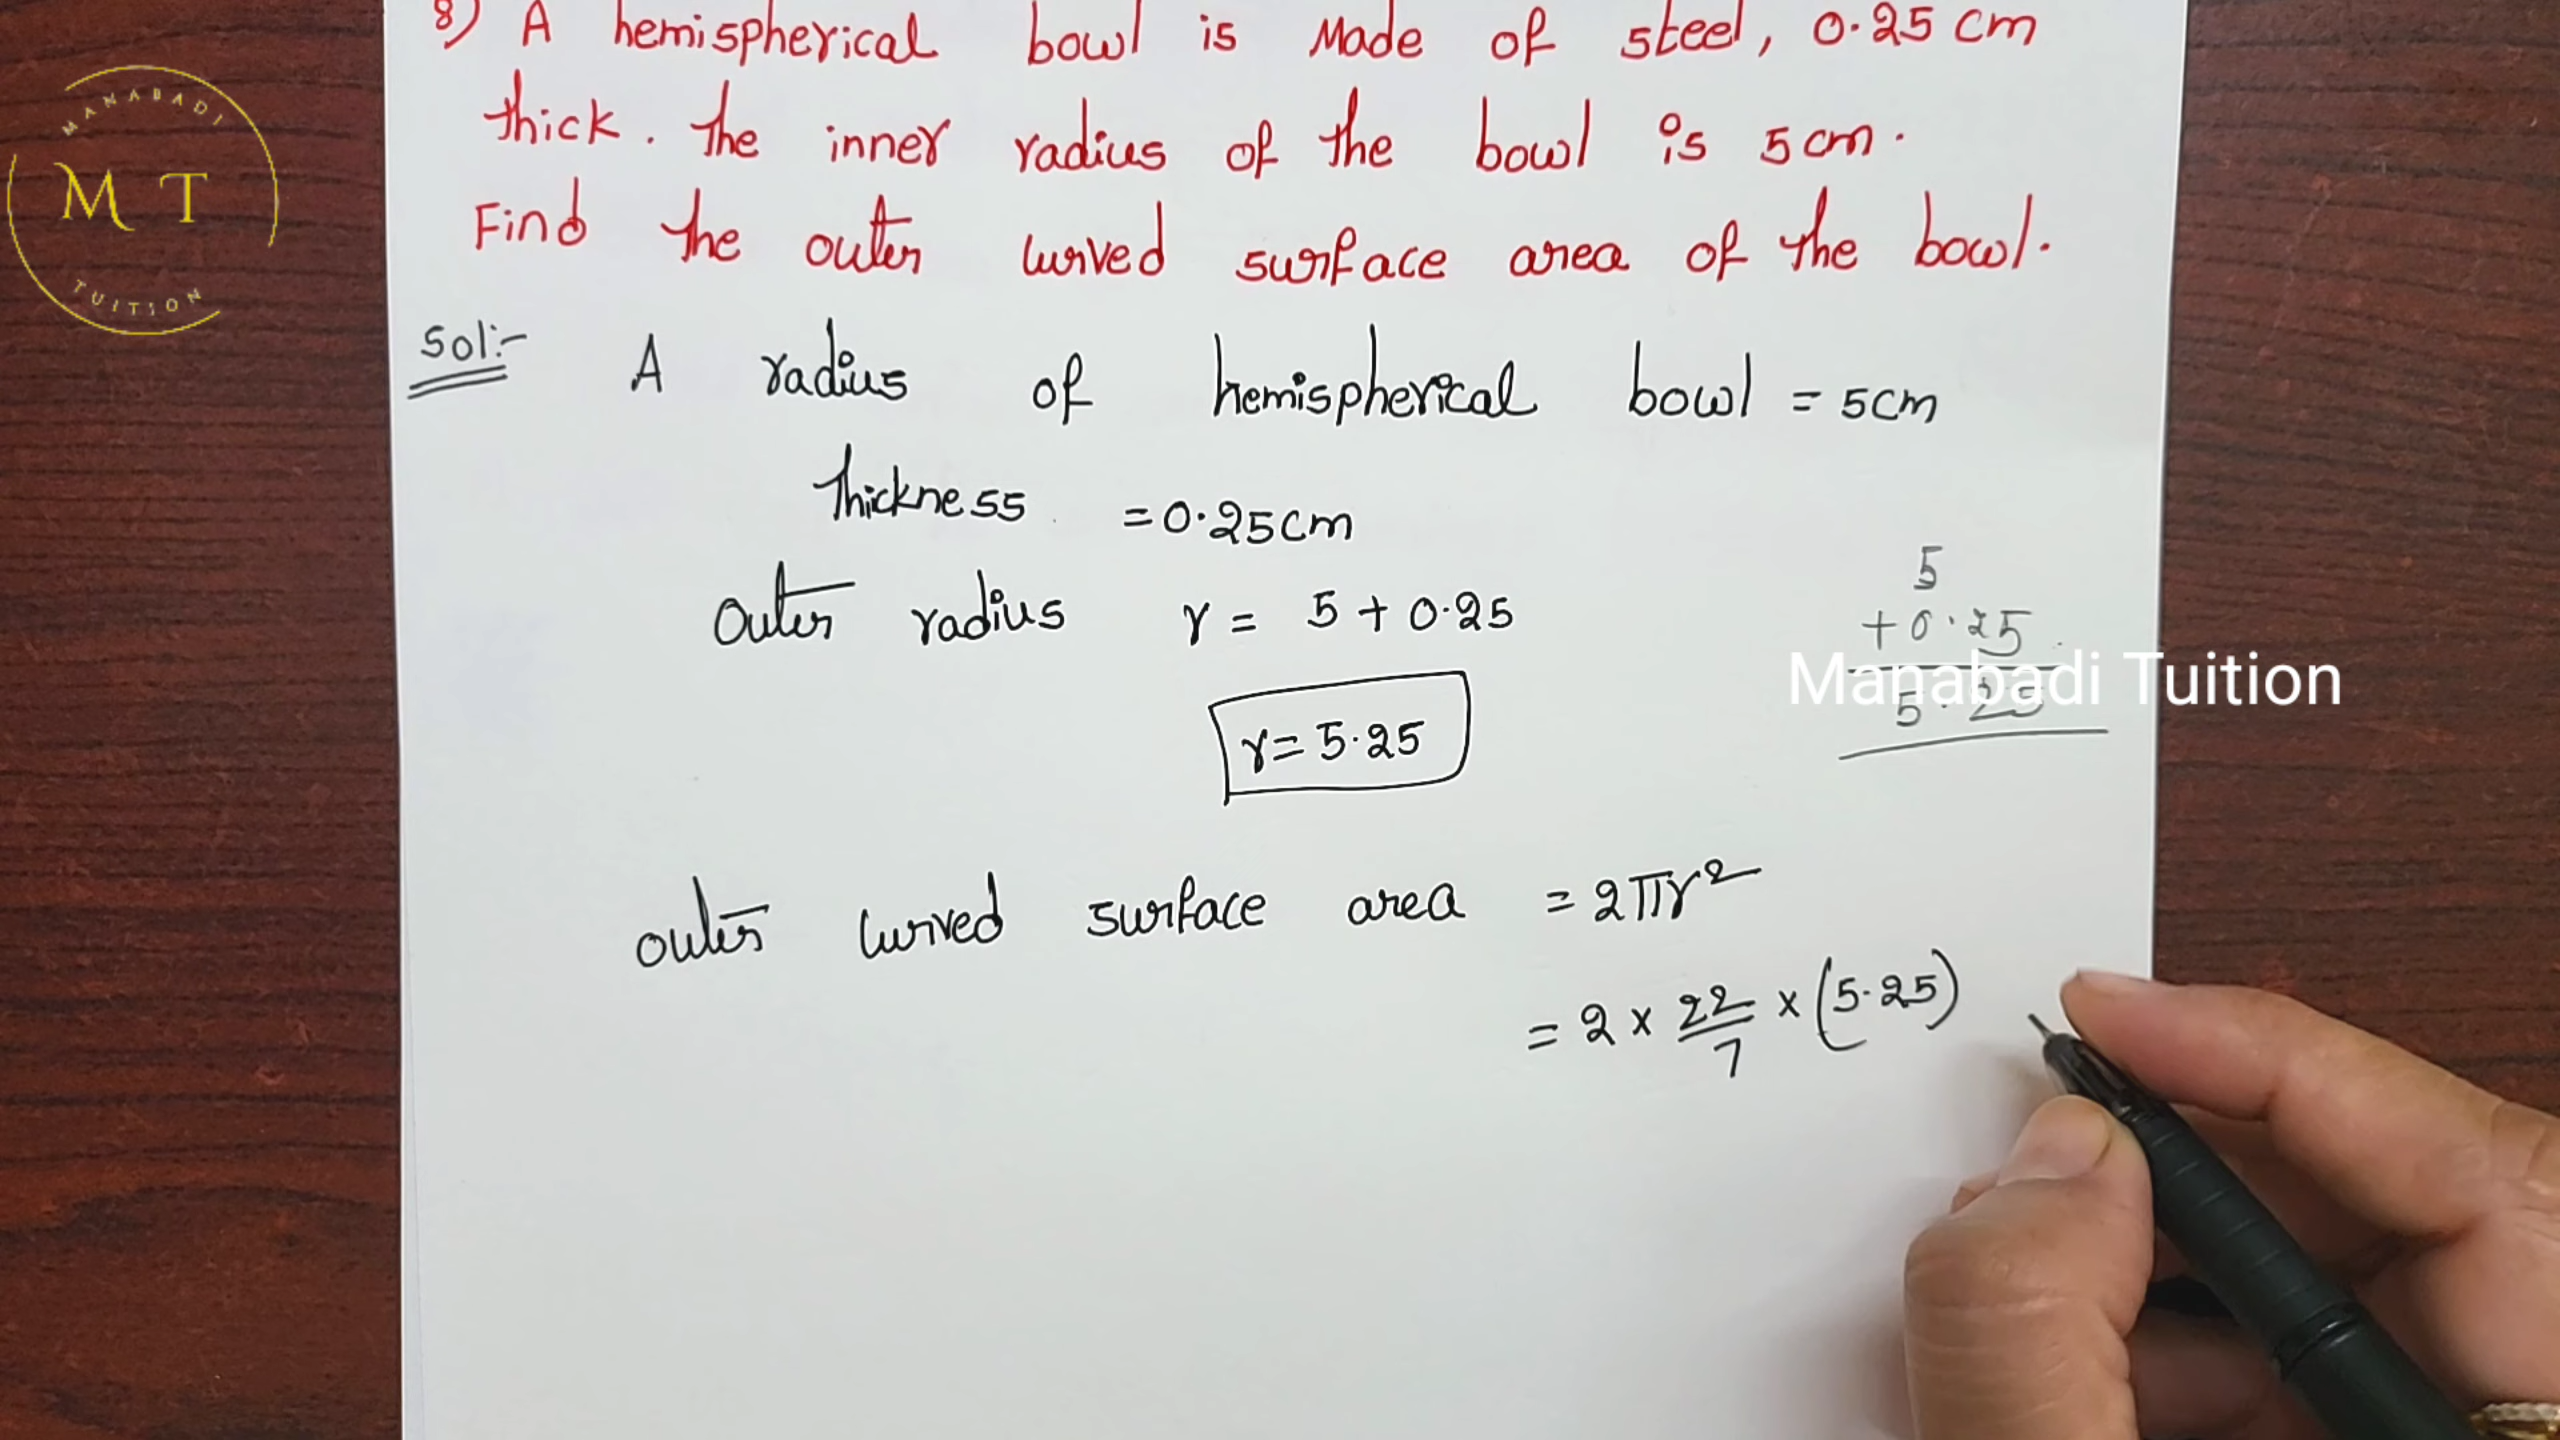 8) A hemispherical bowl is Made of steel, 0.25 cm
thick. The inner radius of the bowl is 5cm.
Find the outer curved surface area of the bowl.
MANABADI
M T
TUITION
Sol:-
A radius of hemispherical bowl = 5cm
Thickness = 0.25cm
Outer radius r = 5 + 0.25
r = 5.25
5
+0.25
5.25
Manabadi Tuition
outer curved surface area = 2πr²
= 2 × 22/7 × (5.25)